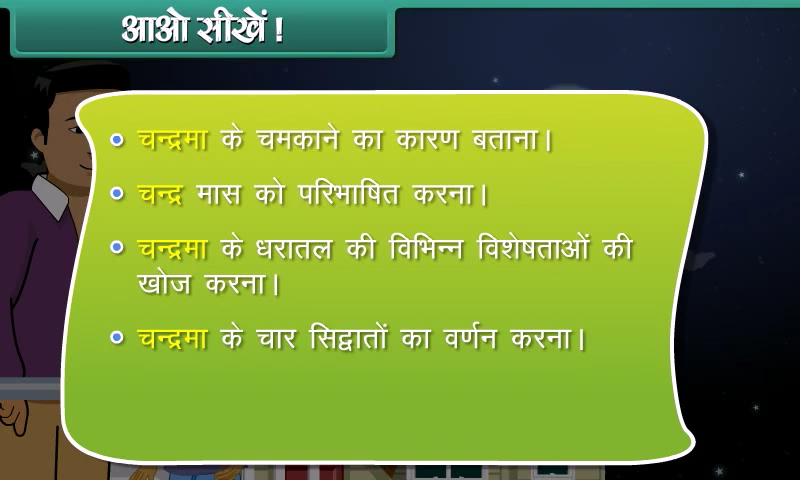 आओ सीखें!
चन्द्रमा के चमकाने का कारण बताना।
चन्द्र मास को परिभाषित करना।
चन्द्रमा के धरातल की विभिन्न विशेषताओं की
खोज करना।
चन्द्रमा के चार सिद्वातों का वर्णन करना।